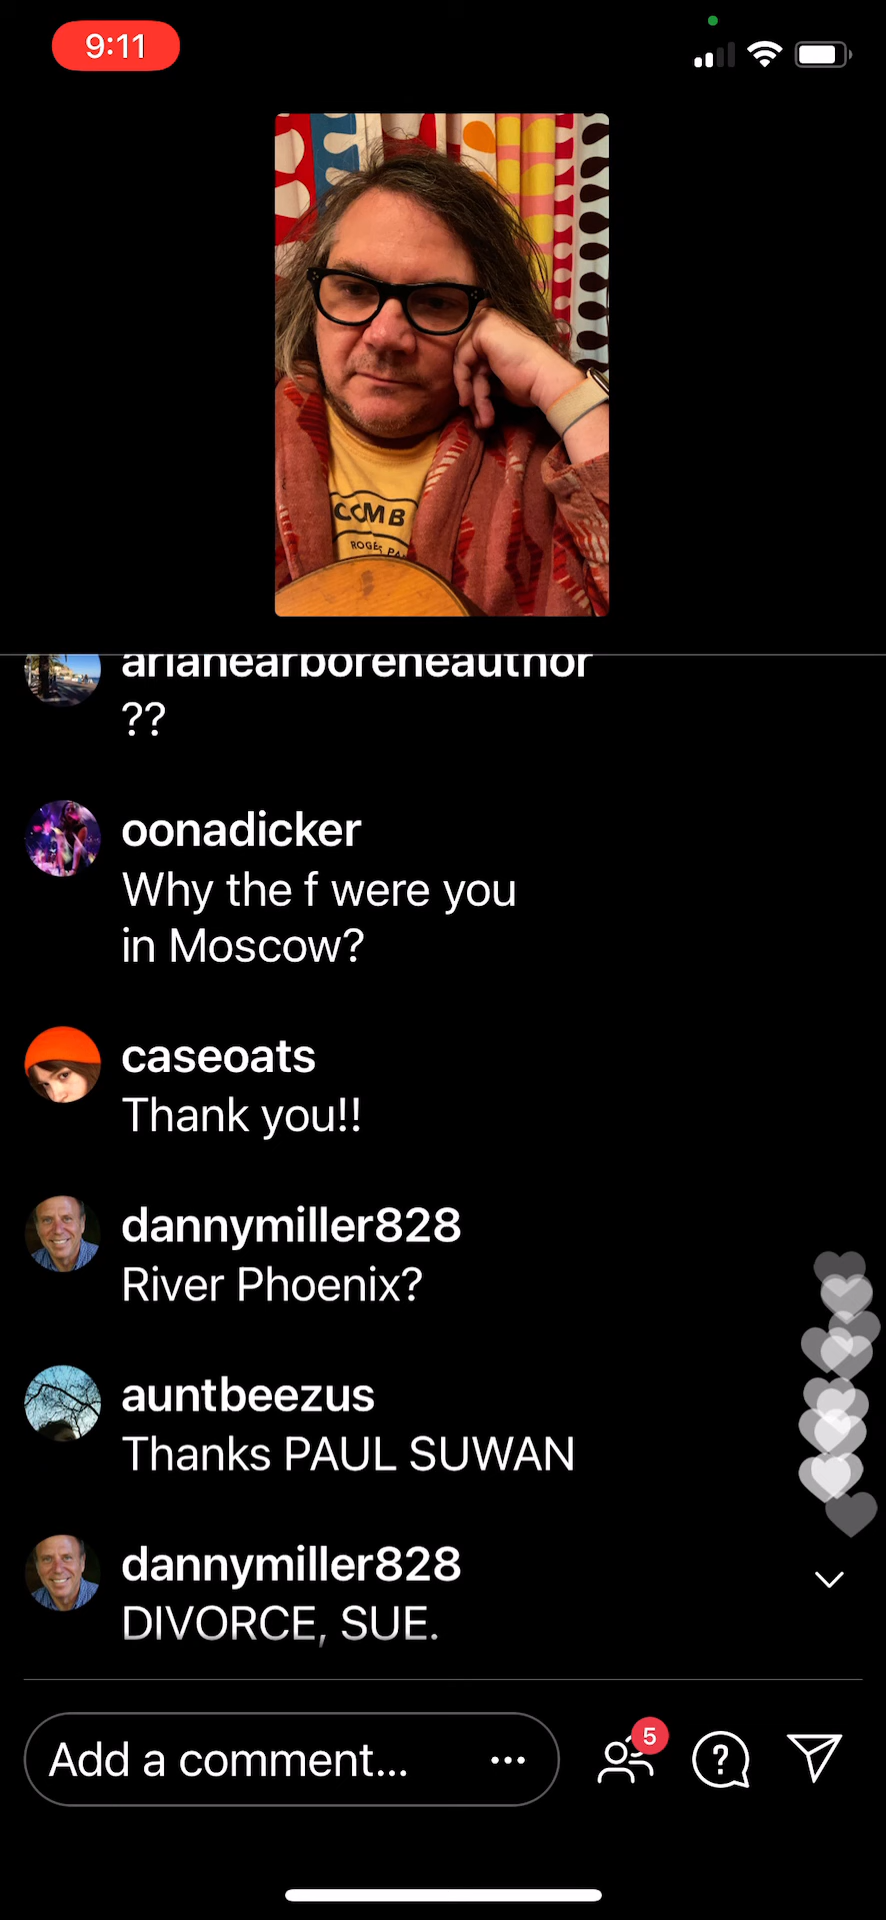 9:11
COMB
arianearboreneauthor
??
oonadicker
Why the f were you
in Moscow?
caseoats
Thank you!!
dannymiller828
River Phoenix?
auntbeezus
Thanks PAUL SUWAN
dannymiller828
DIVORCE, SUE.
Add a comment...
5
?